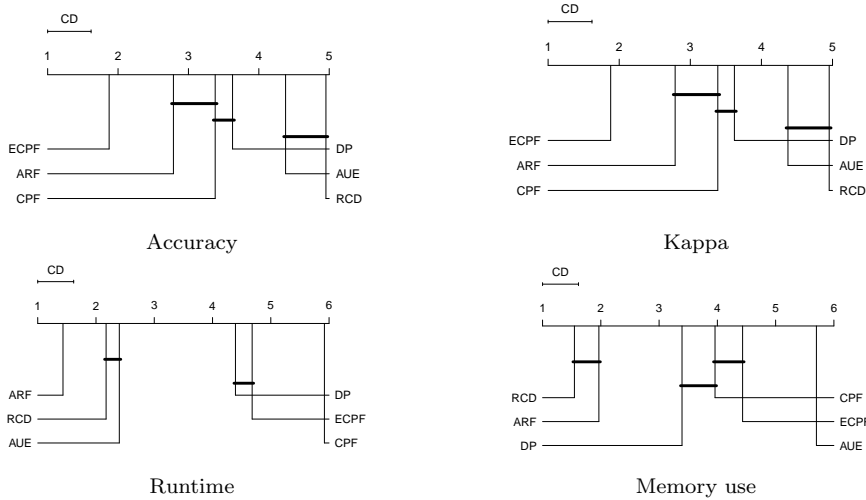 CD
1 2 3 4 5
ECPF
ARF
CPF
DP
AUE
RCD
Accuracy
CD
1 2 3 4 5
ECPF
ARF
CPF
DP
AUE
RCD
Kappa
CD
1 2 3 4 5 6
ARF
RCD
AUE
DP
ECPF
CPF
Runtime
CD
1 2 3 4 5 6
RCD
ARF
DP
CPF
ECPF
AUE
Memory use